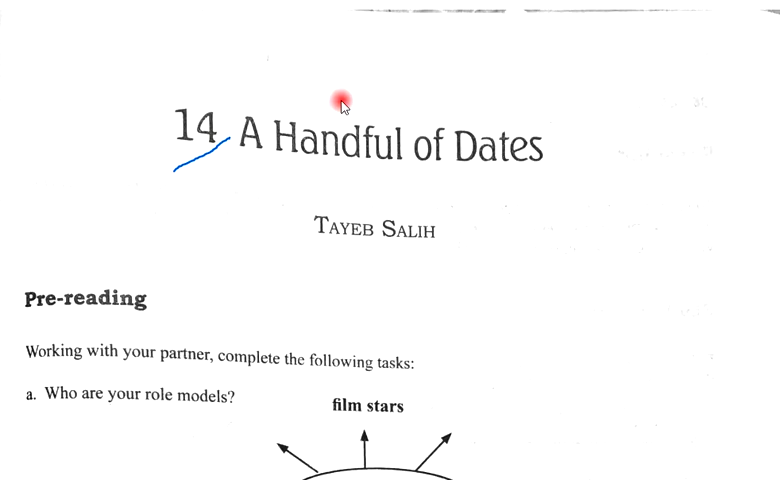 14 A Handful of Dates
TAYEB SALIH
Pre-reading
Working with your partner, complete the following tasks:
a. Who are your role models?
film stars